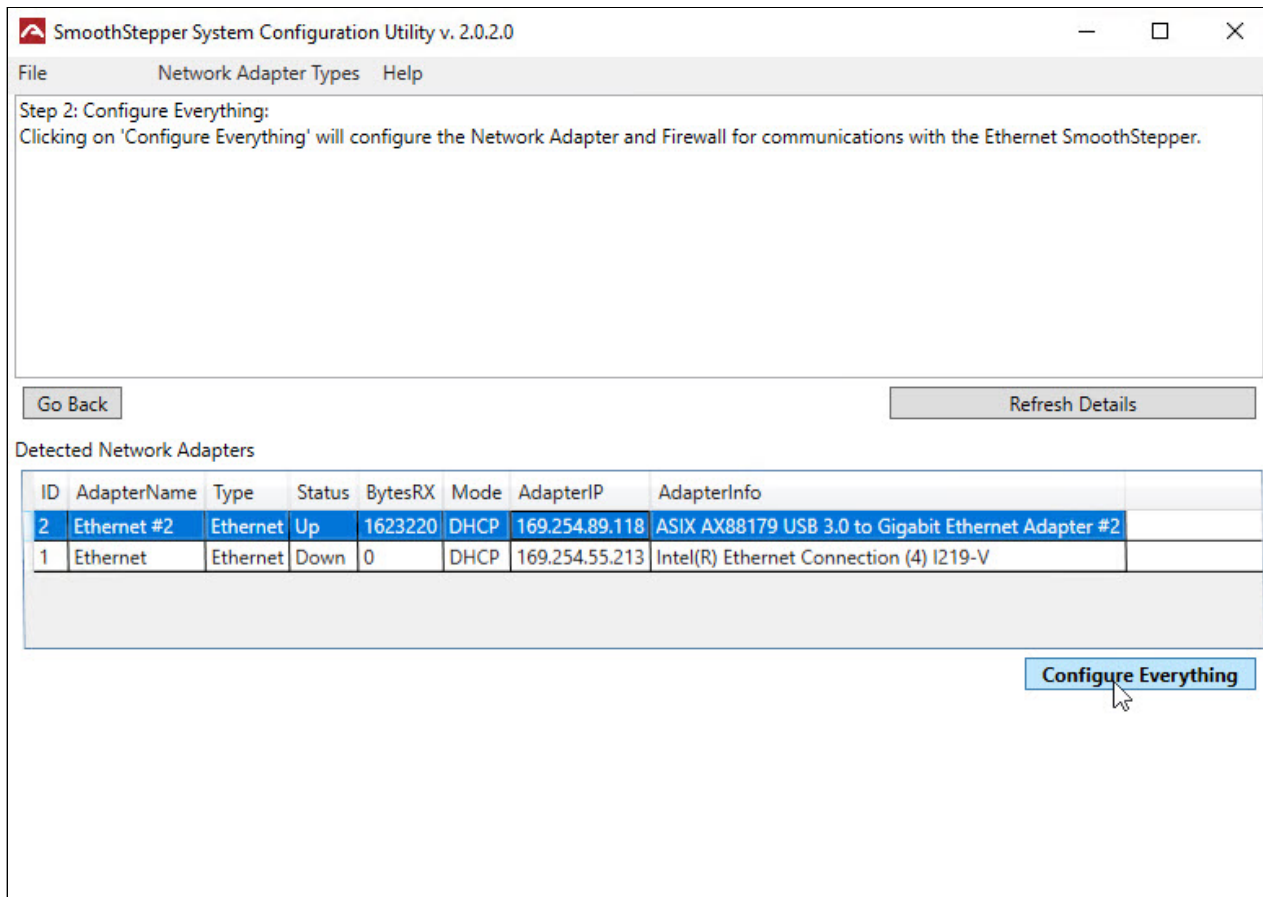 SmoothStepper System Configuration Utility v. 2.0.2.0
File Network Adapter Types Help
Step 2: Configure Everything:
Clicking on 'Configure Everything' will configure the Network Adapter and Firewall for communications with the Ethernet SmoothStepper.
Go Back Refresh Details
Detected Network Adapters
ID AdapterName Type Status BytesRX Mode AdapterIP AdapterInfo
2 Ethernet #2 Ethernet Up 1623220 DHCP 169.254.89.118 ASIX AX88179 USB 3.0 to Gigabit Ethernet Adapter #2
1 Ethernet Ethernet Down 0 DHCP 169.254.55.213 Intel(R) Ethernet Connection (4) I219-V
Configure Everything